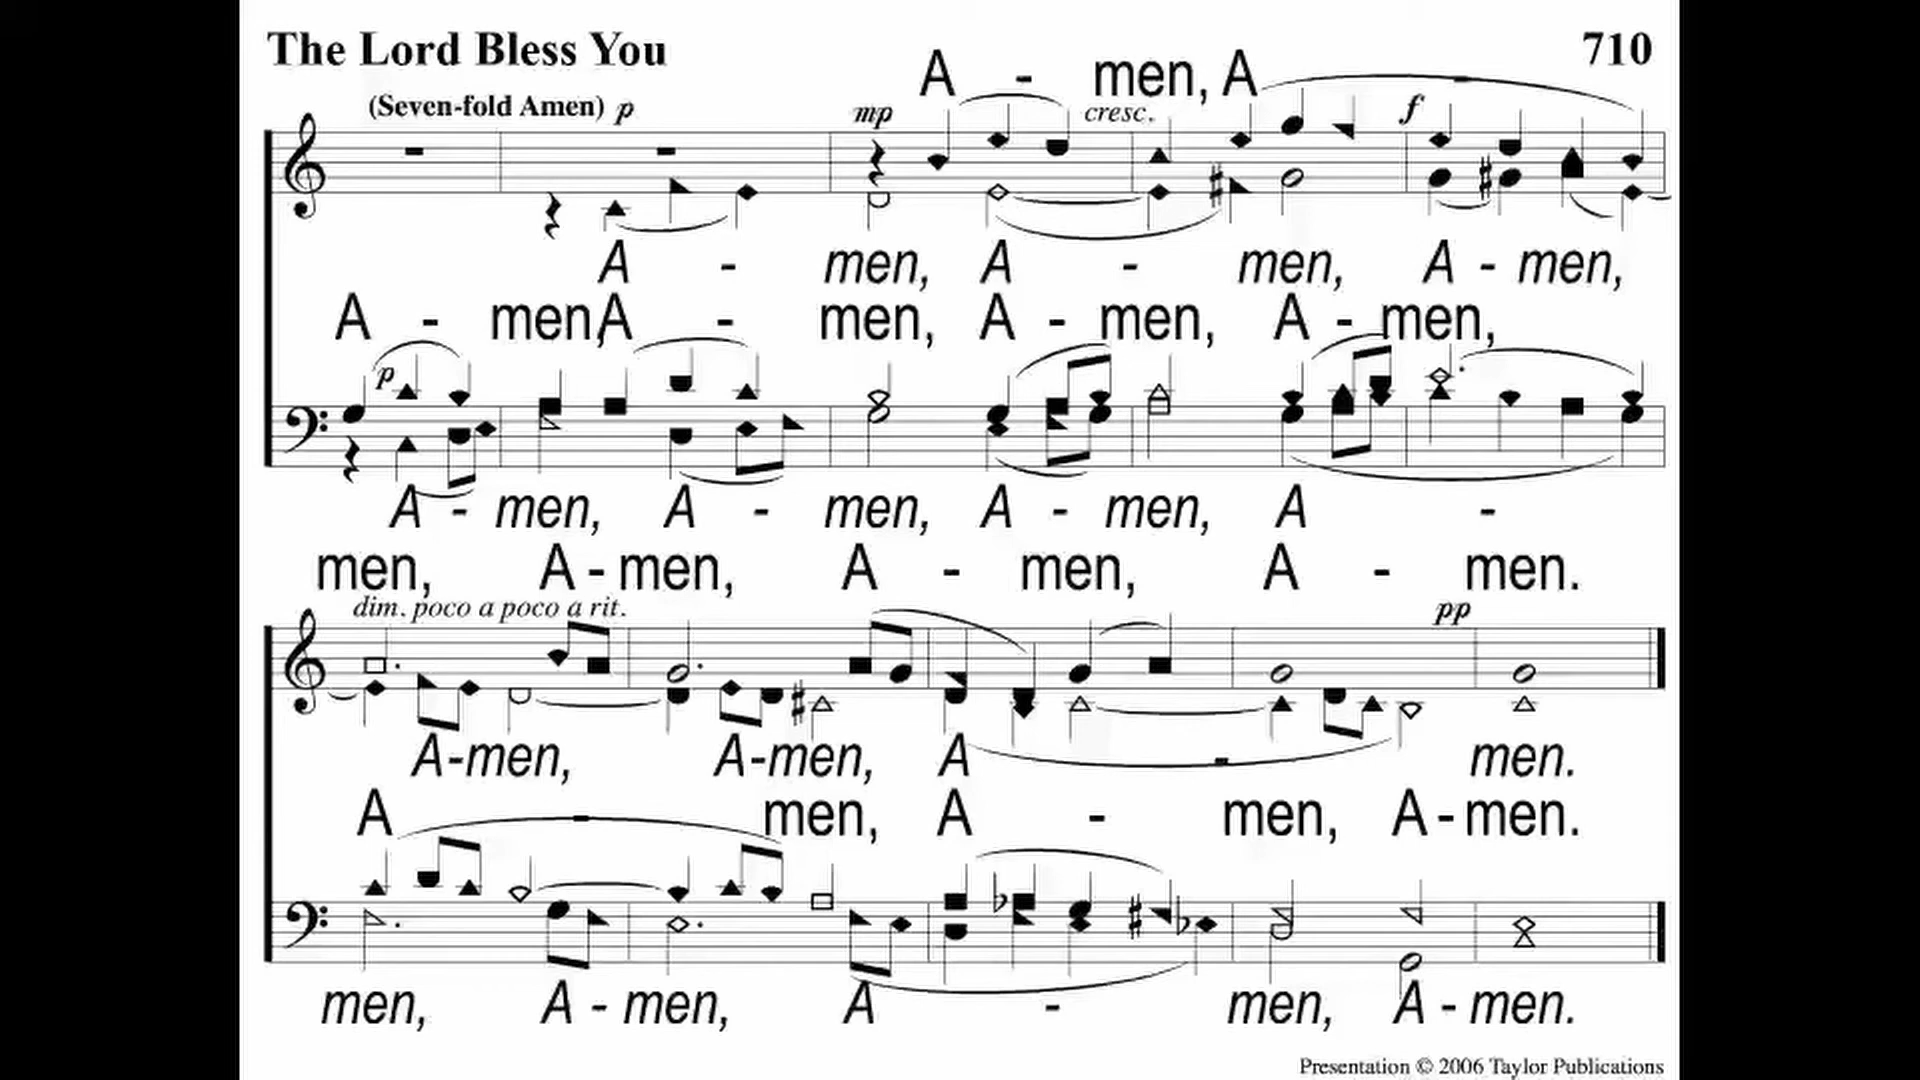 The Lord Bless You 710
A - men, A -
(Seven-fold Amen) p mp cresc. f
A - men, A - men, A - men,
A - men, A - men, A - men, A - men,
p
A - men, A - men, A - men, A -
men, A - men, A - men, A - men.
dim. poco a poco a rit. pp
A-men, A-men, A - men.
A - men, A - men, A - men.
men, A - men, A - men, A - men.
Presentation © 2006 Taylor Publications